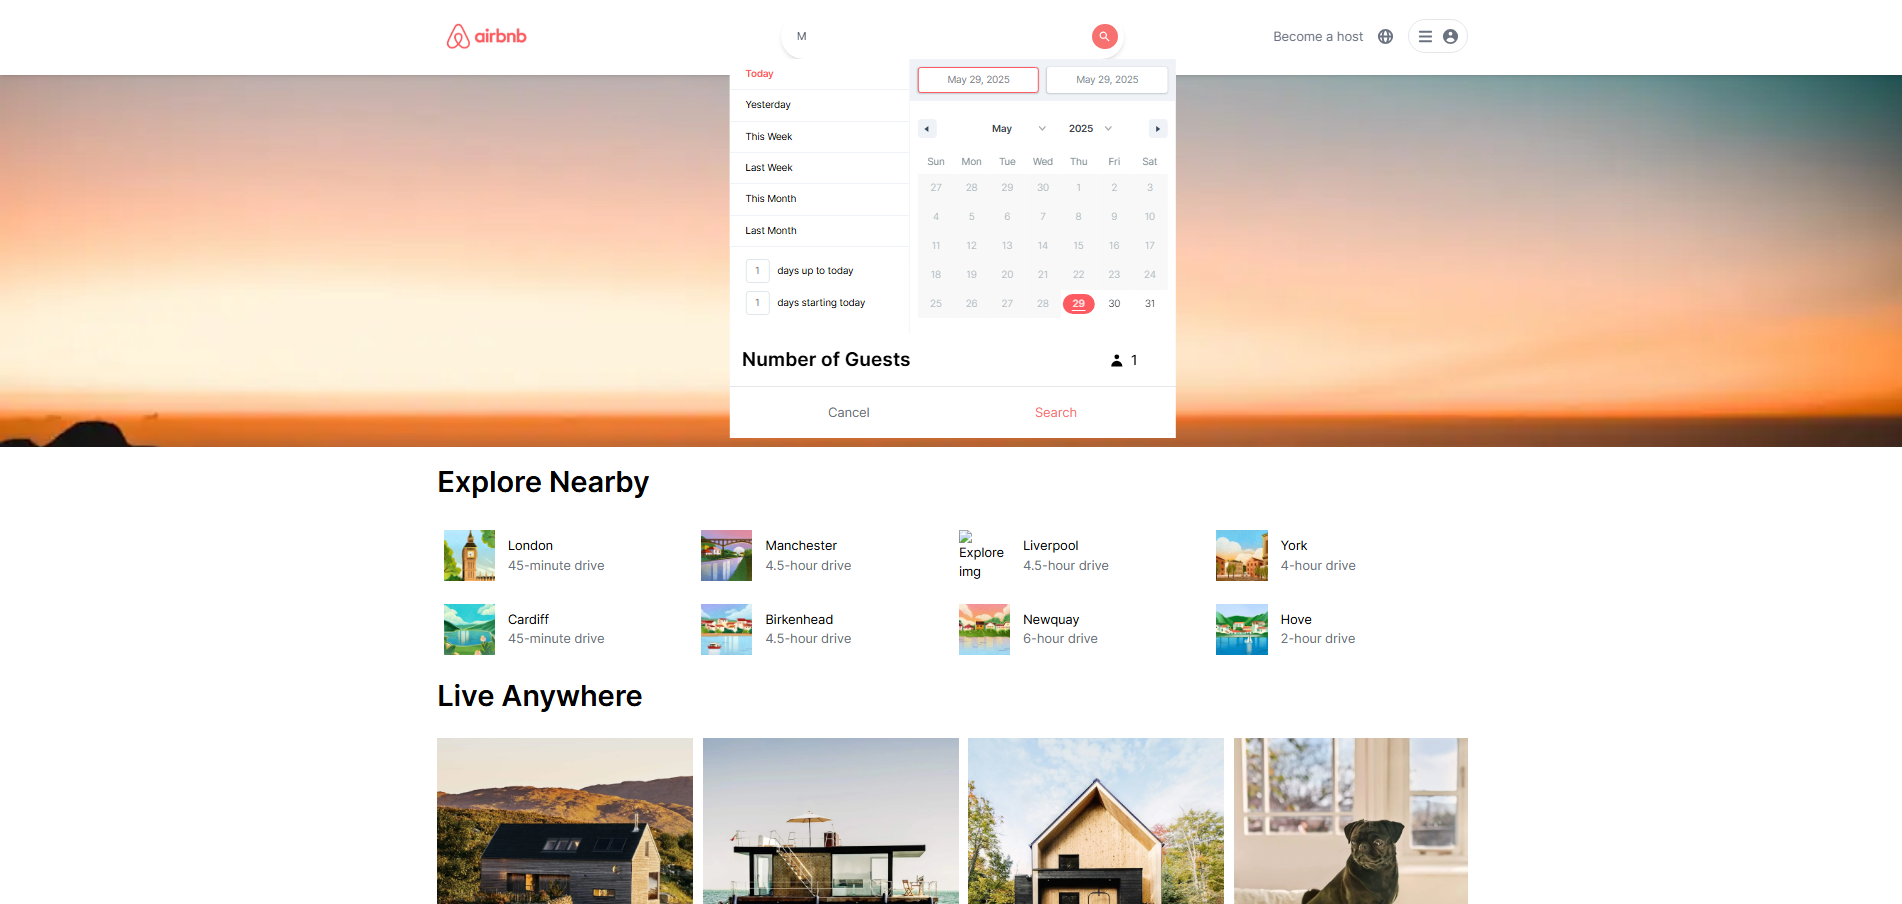 airbnb
M
Become a host
Today
Yesterday
This Week
Last Week
This Month
Last Month
1 days up to today
1 days starting today
May 29, 2025 May 29, 2025
May 2025
Sun Mon Tue Wed Thu Fri Sat
27 28 29 30 1 2 3
4 5 6 7 8 9 10
11 12 13 14 15 16 17
18 19 20 21 22 23 24
25 26 27 28 29 30 31
Number of Guests 1
Cancel Search
Explore Nearby
London
45-minute drive
Manchester
4.5-hour drive
Explore
img
Liverpool
4.5-hour drive
York
4-hour drive
Cardiff
45-minute drive
Birkenhead
4.5-hour drive
Newquay
6-hour drive
Hove
2-hour drive
Live Anywhere